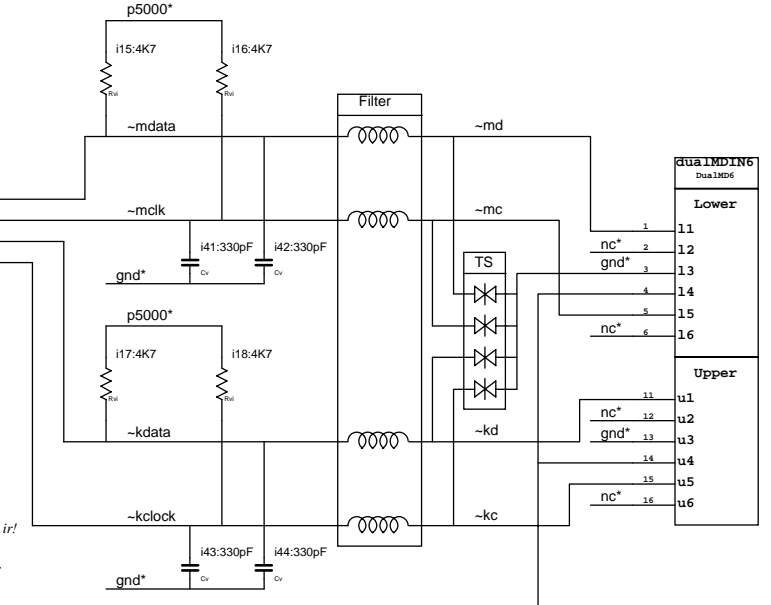 p5000*
i15:4K7
i16:4K7
Rvi
Rvi
Filter
~mdata
~md
dualMDIN6
DualMD6
Lower
~mclk
~mc
1
l1
i41:330pF
i42:330pF
nc*
2
l2
Cv
Cv
gnd*
TS
gnd*
3
l3
4
l4
p5000*
5
l5
nc*
6
l6
i17:4K7
i18:4K7
Upper
Rvi
Rvi
11
u1
nc*
12
u2
~kdata
~kd
gnd*
13
u3
14
u4
15
u5
nc*
16
u6
~kclock
~kc
ir!
i43:330pF
i44:330pF
Cv
Cv
gnd*